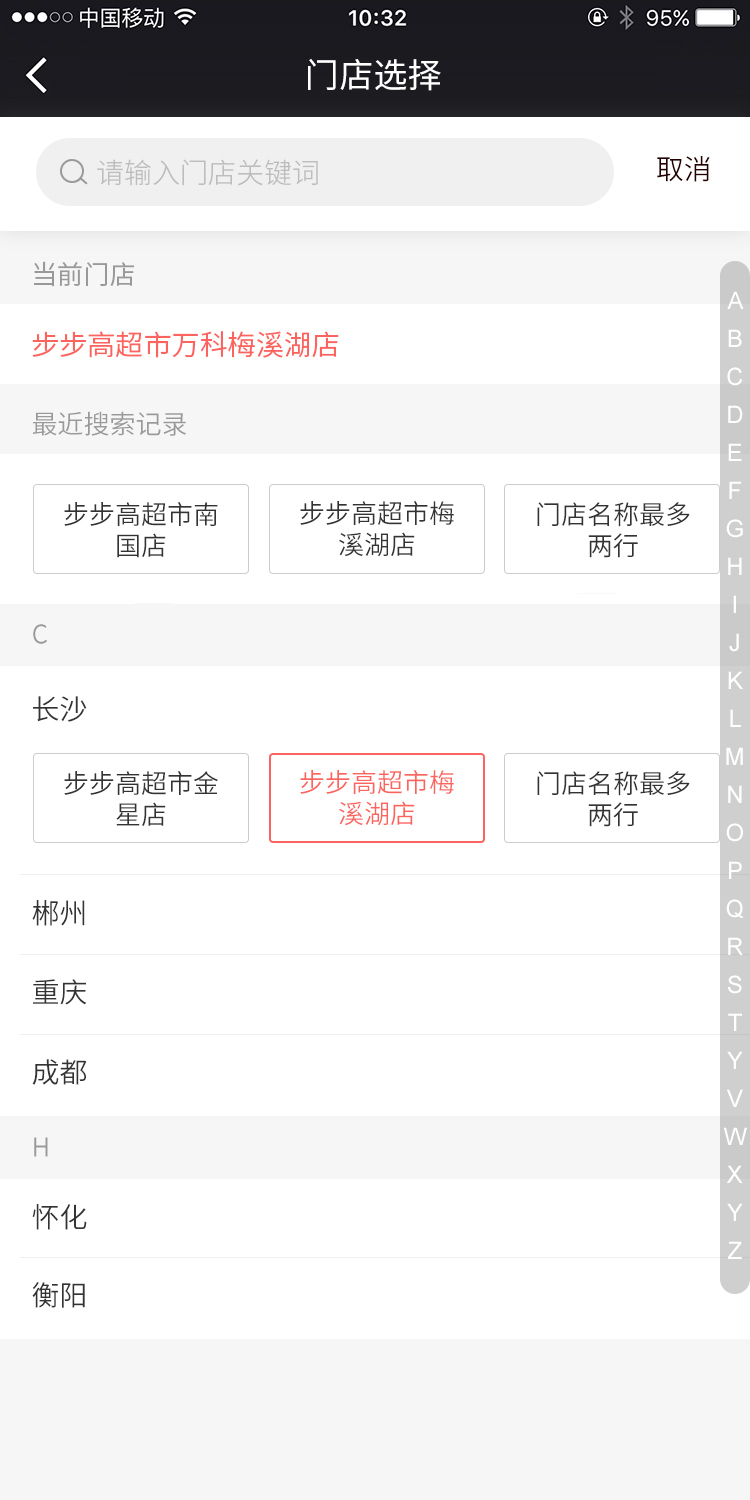 中国移动 10:32 95%
门店选择
请输入门店关键词 取消
当前门店
步步高超市万科梅溪湖店
最近搜索记录
步步高超市南
国店
步步高超市梅
溪湖店
门店名称最多
两行
C
长沙
步步高超市金
星店
步步高超市梅
溪湖店
门店名称最多
两行
郴州
重庆
成都
H
怀化
衡阳
A
B
C
D
E
F
G
H
I
J
K
L
M
N
O
P
Q
R
S
T
Y
V
W
X
Y
Z